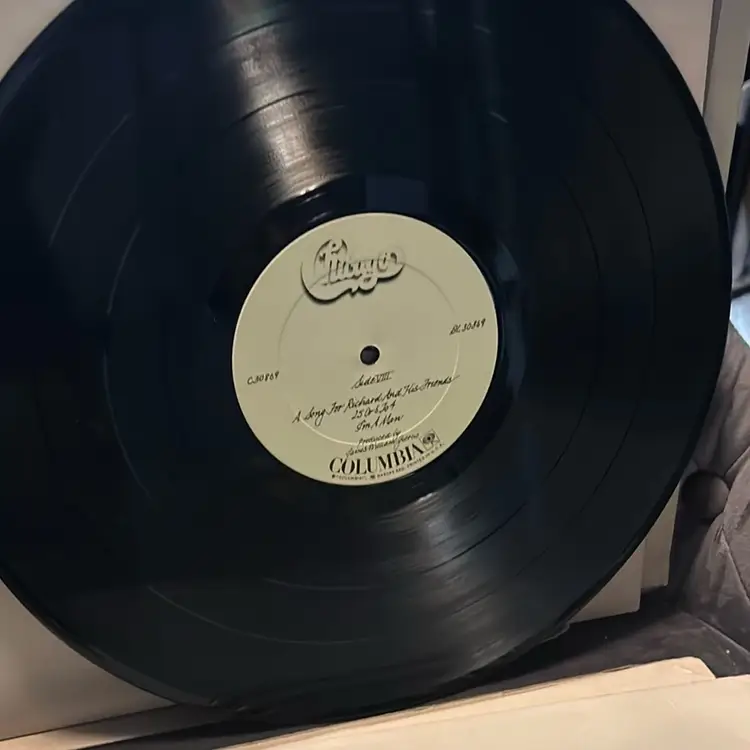 Chicago
C 30869
BL 30869
Side VIII
A Song For Richard And His Friends
25 Or 6 To 4
I'm A Man
Produced by
James William Guercio
COLUMBIA